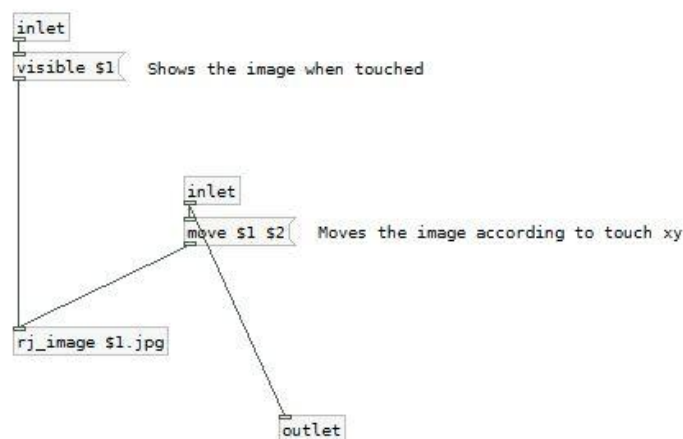 inlet
visible $1
Shows the image when touched
inlet
move $1 $2
Moves the image according to touch xy
rj_image $1.jpg
outlet